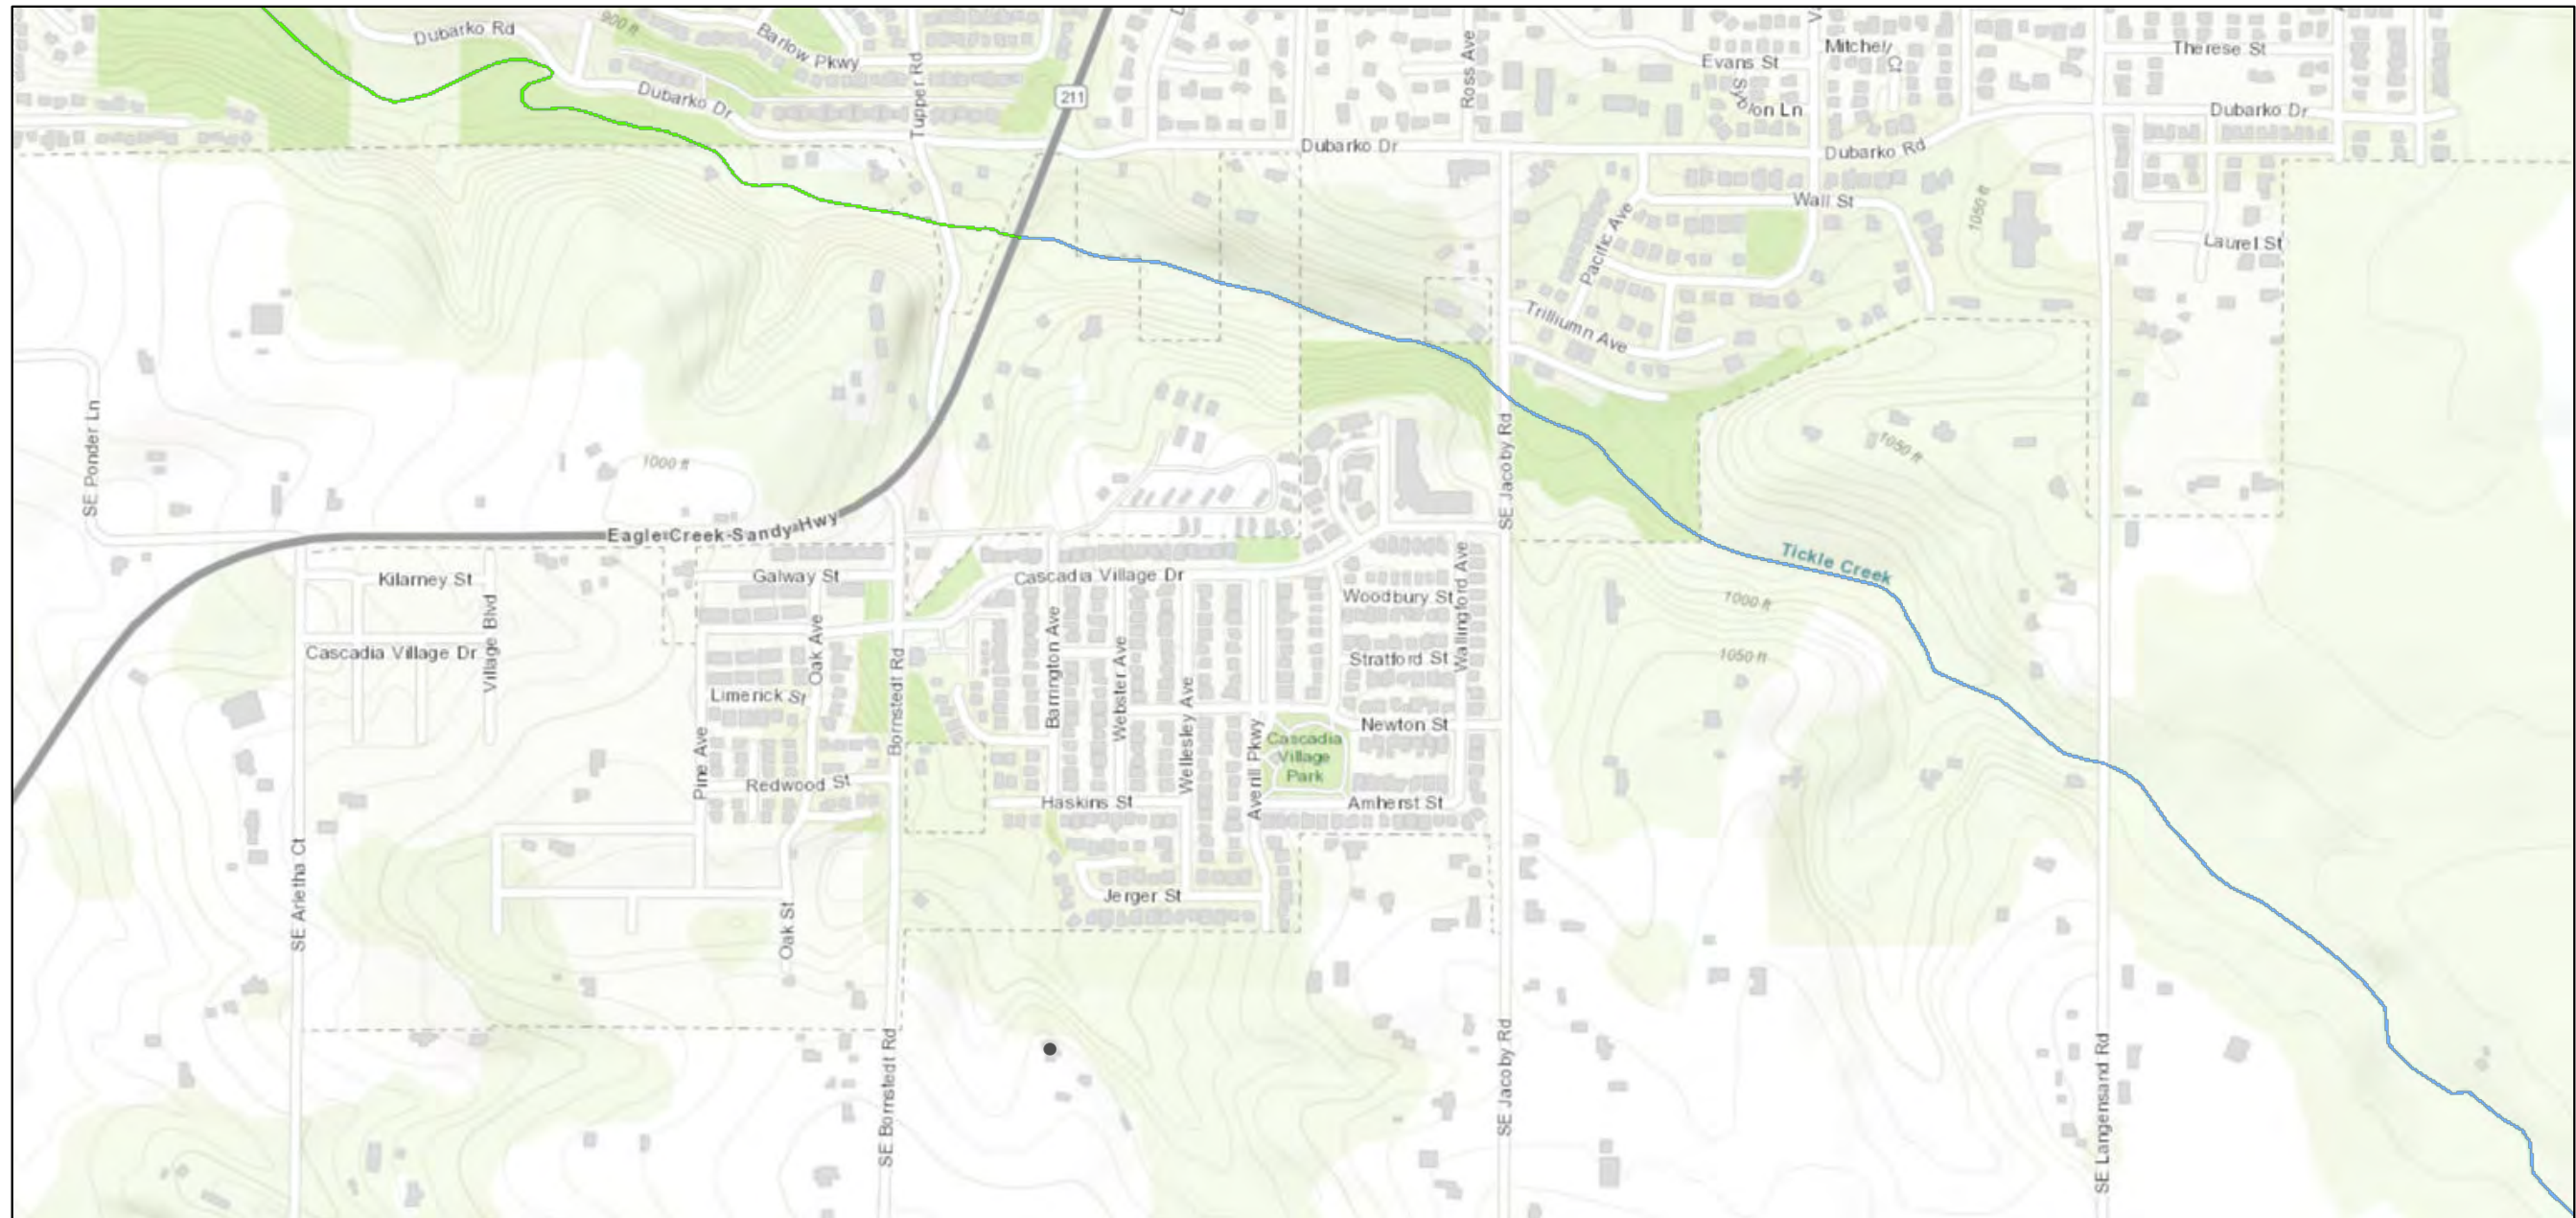 Dubarko Rd
900 ft
Barlow Pkwy
Tupper Rd
211
Ross Ave
Evans St
Mitchell Ct
Therese St
Dubarko Dr
Dubarko Dr
Dubarko Dr
Dubarko Rd
Wall St
1050 ft
Laurel St
Pacific Ave
Trilliumn Ave
SE Ponder Ln
1000 ft
Eagle Creek-Sandy Hwy
SE Jacoby Rd
1050 ft
Tickle Creek
Kilarney St
Galway St
Cascadia Village Dr
Woodbury St
Wallingford Ave
1000 ft
Village Blvd
Oak Ave
Barrington Ave
Webster Ave
Cascadia Village Dr
Stratford St
1050 ft
Limerick St
Bornstedt Rd
Wellesley Ave
Averill Pkwy
Newton St
Cascadia
Village
Park
Pine Ave
Redwood St
Haskins St
Amherst St
SE Arletha Ct
Jerger St
Oak St
SE Bornstedt Rd
SE Jacoby Rd
SE Langensand Rd